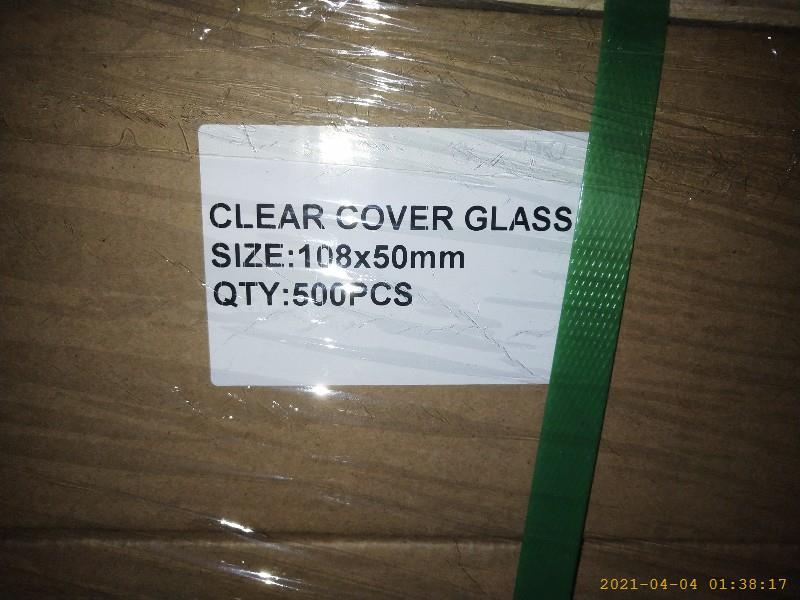 CLEAR COVER GLASS
SIZE:108x50mm
QTY:500PCS
2021-04-04 01:38:17